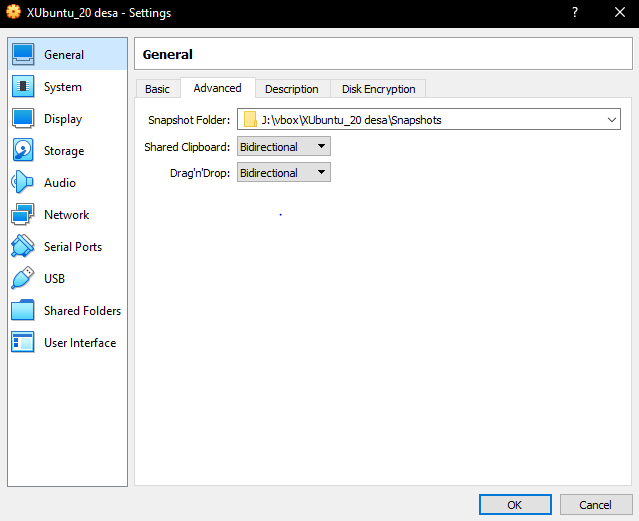 XUbuntu_20 desa - Settings ?
General
System
Display
Storage
Audio
Network
Serial Ports
USB
Shared Folders
User Interface
General
Basic Advanced Description Disk Encryption
Snapshot Folder: J:\vbox\XUbuntu_20 desa\Snapshots
Shared Clipboard: Bidirectional
Drag'n'Drop: Bidirectional
OK Cancel